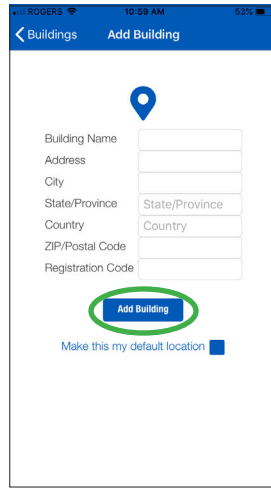 ROGERS 10:59 AM 53%
Buildings Add Building
Building Name
Address
City
State/Province State/Province
Country Country
ZIP/Postal Code
Registration Code
Add Building
Make this my default location